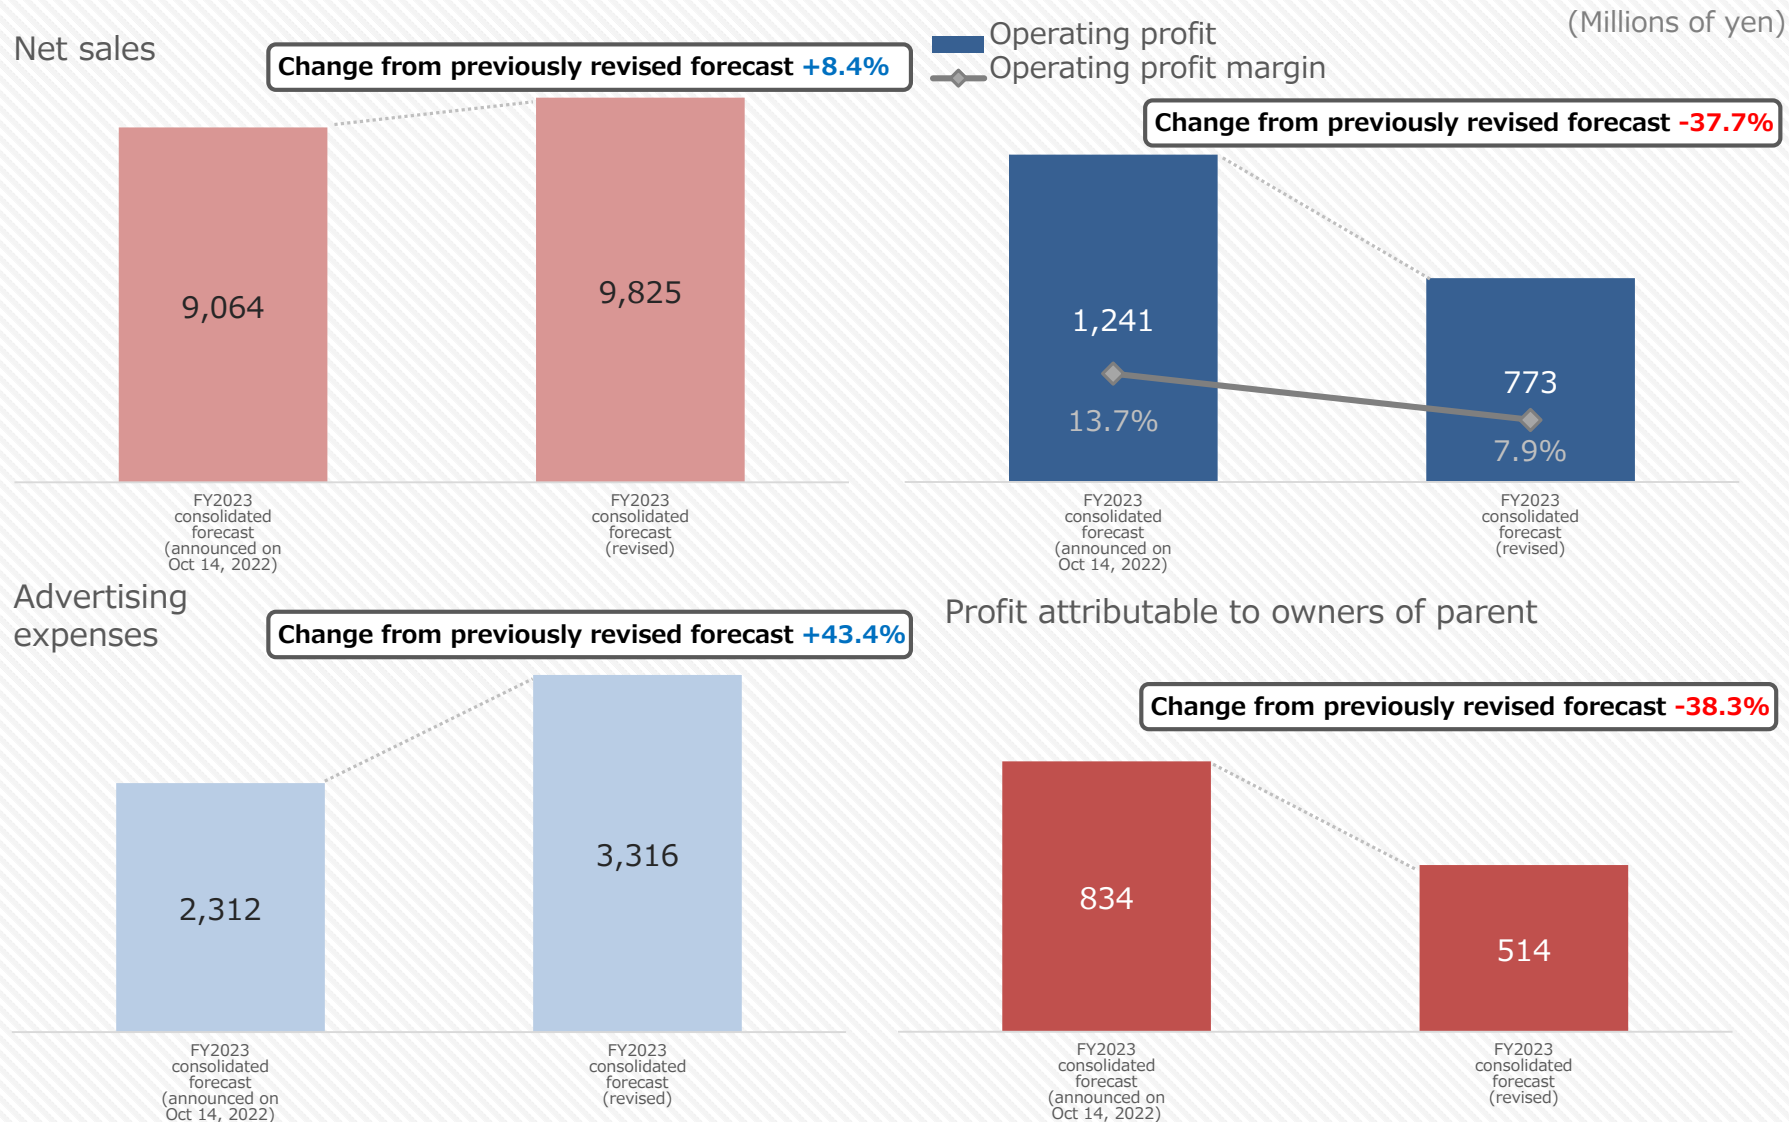 (Millions of yen)
Net sales
Change from previously revised forecast +8.4%
9,064
9,825
FY2023
consolidated
forecast
(announced on
Oct 14, 2022)
FY2023
consolidated
forecast
(revised)
Operating profit
Operating profit margin
Change from previously revised forecast -37.7%
1,241
773
13.7%
7.9%
FY2023
consolidated
forecast
(announced on
Oct 14, 2022)
FY2023
consolidated
forecast
(revised)
Advertising
expenses
Change from previously revised forecast +43.4%
2,312
3,316
FY2023
consolidated
forecast
(announced on
Oct 14, 2022)
FY2023
consolidated
forecast
(revised)
Profit attributable to owners of parent
Change from previously revised forecast -38.3%
834
514
FY2023
consolidated
forecast
(announced on
Oct 14, 2022)
FY2023
consolidated
forecast
(revised)